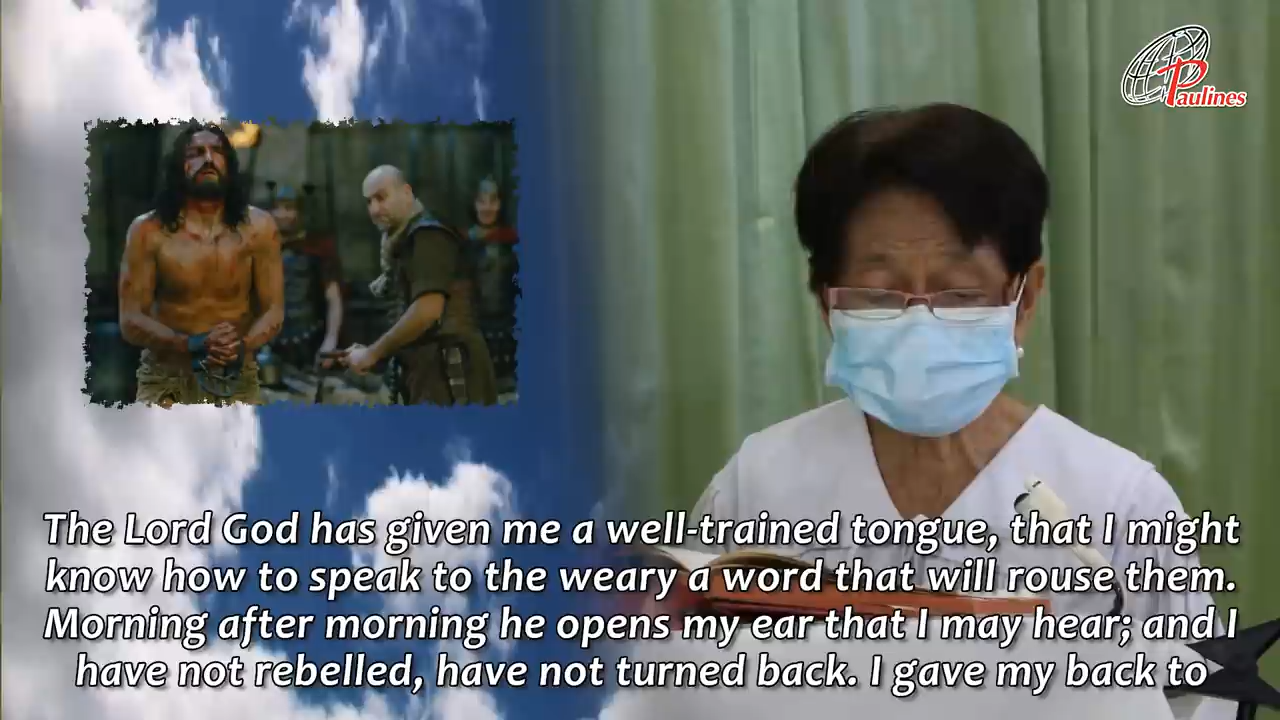 Paulines
The Lord God has given me a well-trained tongue, that I might
know how to speak to the weary a word that will rouse them.
Morning after morning he opens my ear that I may hear; and I
have not rebelled, have not turned back. I gave my back to